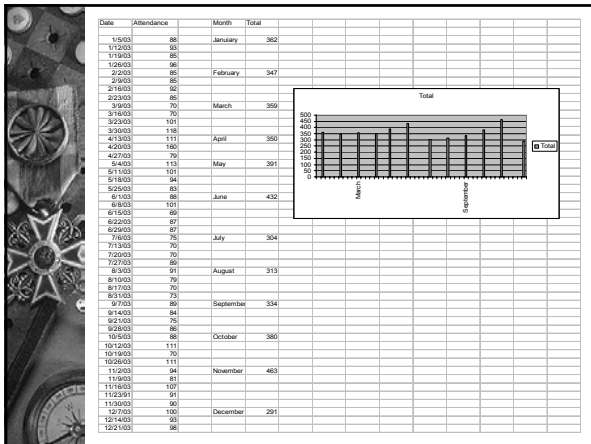 Date Attendance Month Total
1/5/03 88 Januiary 362
1/12/03 93
1/19/03 85
1/26/03 96
2/2/03 85 February 347
2/9/03 85
2/16/03 92
2/23/03 85
3/9/03 70 March 359
3/16/03 70
3/23/03 101
3/30/03 118
4/13/03 111 April 350
4/20/03 160
4/27/03 79
5/4/03 113 May 391
5/11/03 101
5/18/03 94
5/25/03 83
6/1/03 88 June 432
6/8/03 101
6/15/03 69
6/22/03 87
6/29/03 87
7/6/03 75 July 304
7/13/03 70
7/20/03 70
7/27/03 89
8/3/03 91 August 313
8/10/03 79
8/17/03 70
8/31/03 73
9/7/03 89 September 334
9/14/03 84
9/21/03 75
9/28/03 86
10/5/03 88 October 380
10/12/03 111
10/19/03 70
10/26/03 111
11/2/03 94 November 463
11/9/03 81
11/16/03 107
11/23/91 91
11/30/03 90
12/7/03 100 December 291
12/14/03 93
12/21/03 98
Total
500
450
400
350
300
250
200
150
100
50
0
March
September
Total